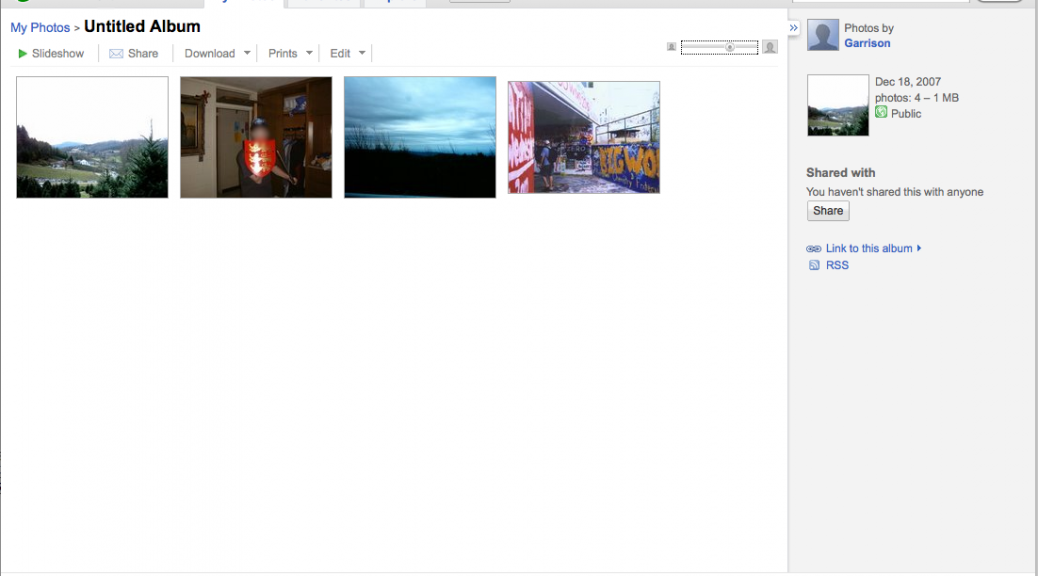 My Photos > Untitled Album
Slideshow
Share
Download
Prints
Edit
Photos by
Garrison
Dec 18, 2007
photos: 4 – 1 MB
Public
Shared with
You haven't shared this with anyone
Share
Link to this album
RSS